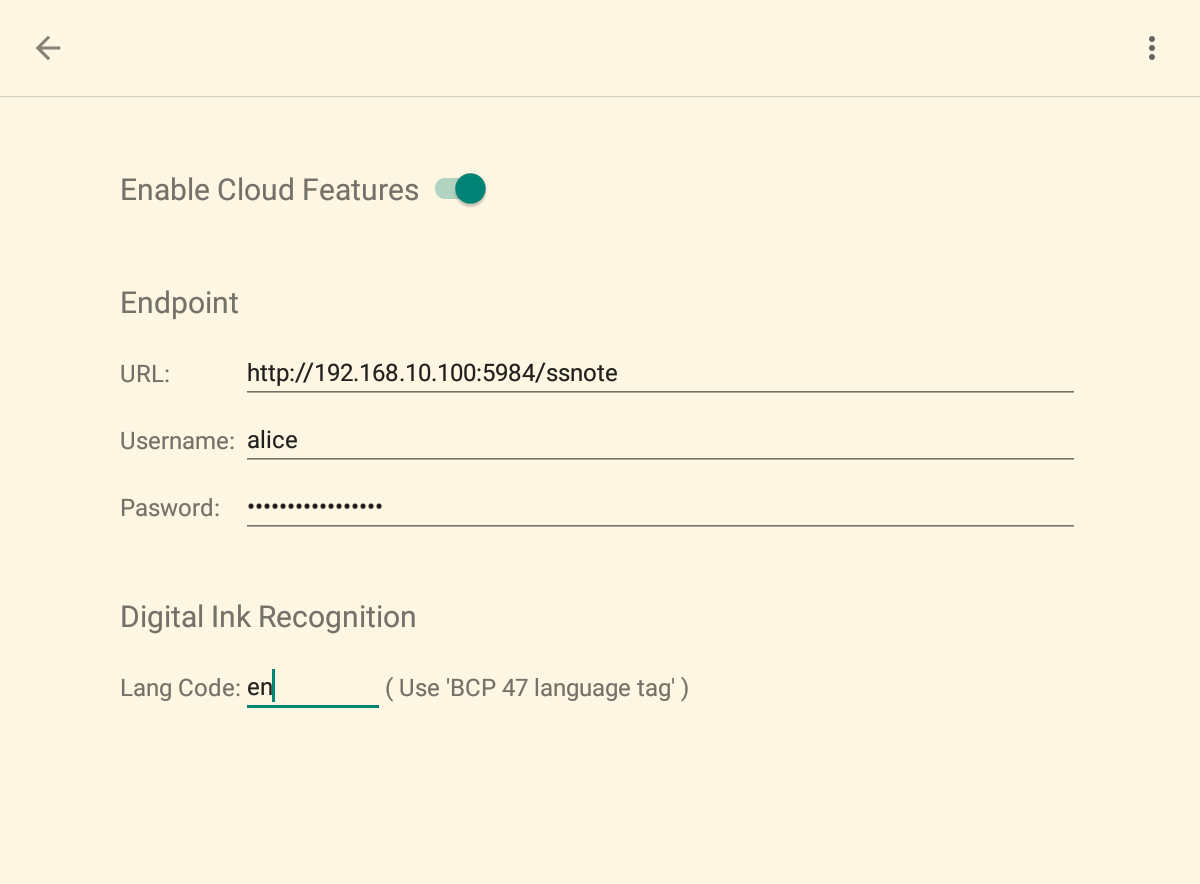 Enable Cloud Features
Endpoint
URL: http://192.168.10.100:5984/ssnote
Username: alice
Pasword: •••••••••••••••••
Digital Ink Recognition
Lang Code: en ( Use 'BCP 47 language tag' )